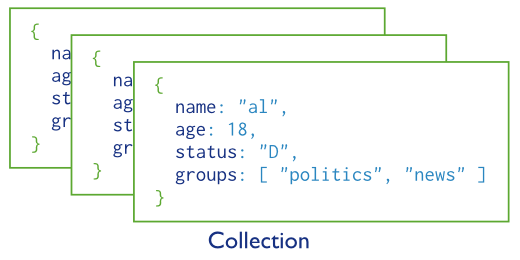 {
na
ag
st
gr
}
{
na
ag
st
gr
}
{
name: "al",
age: 18,
status: "D",
groups: [ "politics", "news" ]
}
Collection